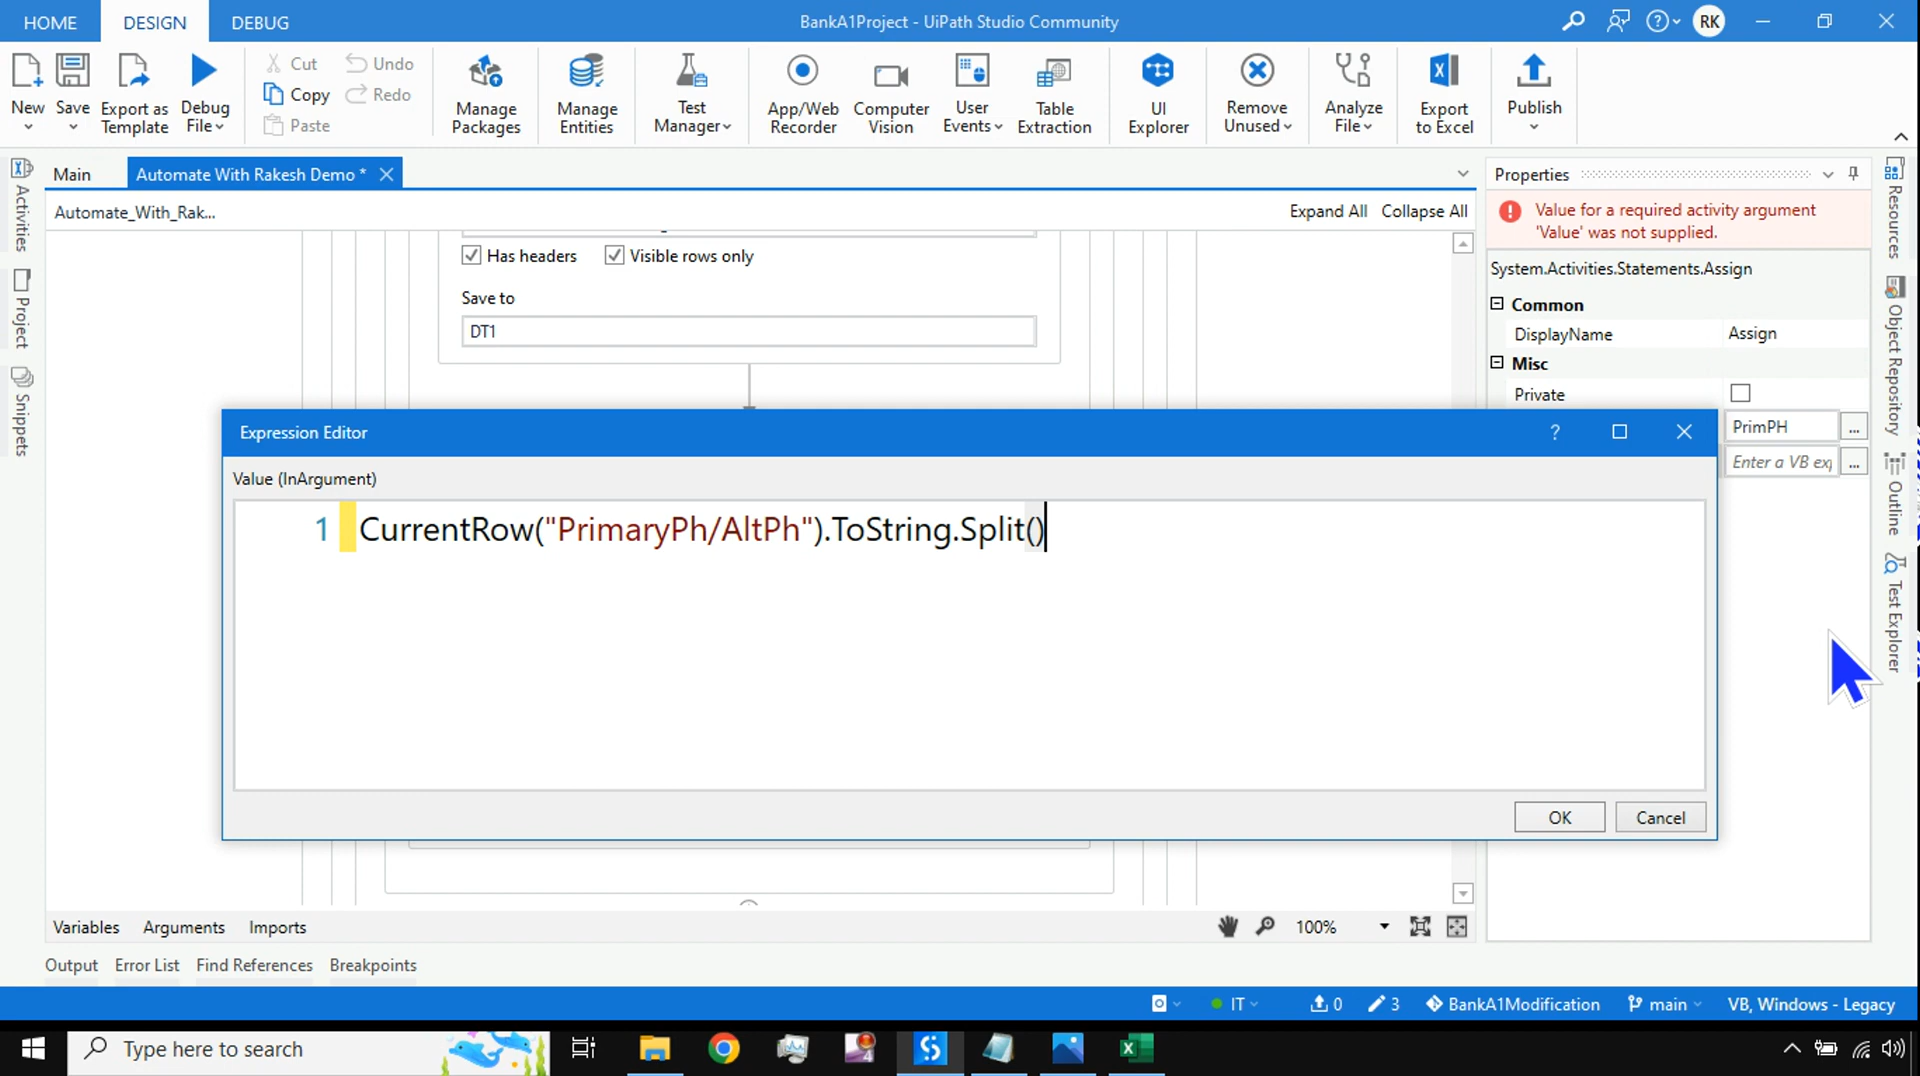 HOME DESIGN DEBUG
BankA1Project - UiPath Studio Community
RK
New
Save
Export as Template
Debug File
Cut
Copy
Paste
Undo
Redo
Manage Packages
Manage Entities
Test Manager
App/Web Recorder
Computer Vision
User Events
Table Extraction
UI Explorer
Remove Unused
Analyze File
Export to Excel
Publish
Activities
Project
Snippets
Main
Automate With Rakesh Demo *
Automate_With_Rak...
Expand All Collapse All
Has headers
Visible rows only
Save to
DT1
Properties
Value for a required activity argument
'Value' was not supplied.
System.Activities.Statements.Assign
Common
DisplayName Assign
Misc
Private
PrimPH ...
Enter a VB exp ...
Resources
Object Repository
Outline
Test Explorer
Expression Editor
?
Value (InArgument)
1 CurrentRow("PrimaryPh/AltPh").ToString.Split()
OK Cancel
Variables Arguments Imports
100%
Output Error List Find References Breakpoints
IT 0 3 BankA1Modification main VB, Windows - Legacy
Type here to search
4